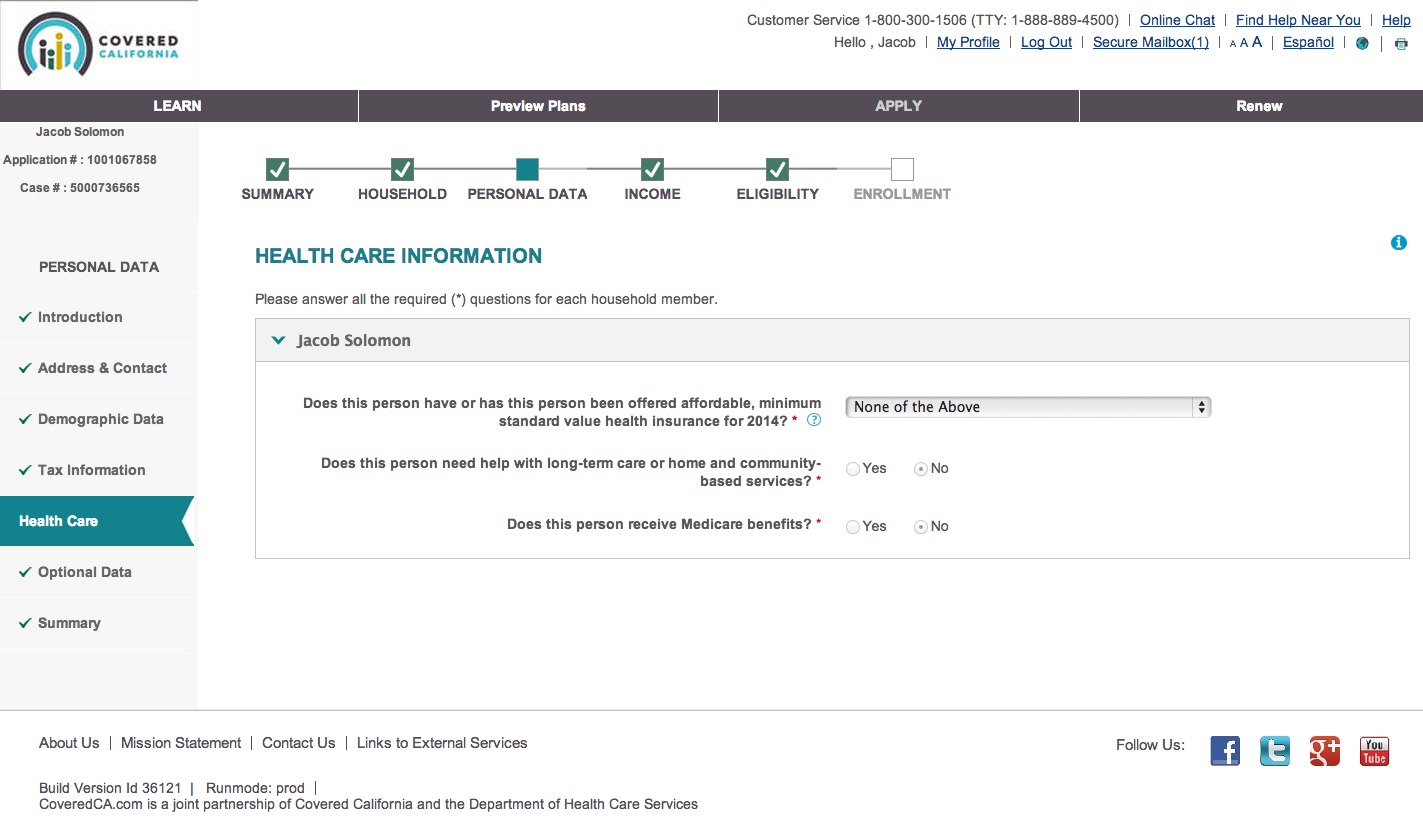 COVERED
CALIFORNIA
Customer Service 1-800-300-1506 (TTY: 1-888-889-4500) | Online Chat | Find Help Near You | Help
Hello , Jacob | My Profile | Log Out | Secure Mailbox(1) | A A A | Español |
LEARN Preview Plans APPLY Renew
Jacob Solomon
Application # : 1001067858
Case # : 5000736565
SUMMARY HOUSEHOLD PERSONAL DATA INCOME ELIGIBILITY ENROLLMENT
PERSONAL DATA
Introduction
Address & Contact
Demographic Data
Tax Information
Health Care
Optional Data
Summary
HEALTH CARE INFORMATION
Please answer all the required (*) questions for each household member.
Jacob Solomon
Does this person have or has this person been offered affordable, minimum
standard value health insurance for 2014? * ?
None of the Above
Does this person need help with long-term care or home and community-
based services? *
Yes No
Does this person receive Medicare benefits? *
Yes No
About Us | Mission Statement | Contact Us | Links to External Services
Follow Us: f t g+ You Tube
Build Version Id 36121 | Runmode: prod |
CoveredCA.com is a joint partnership of Covered California and the Department of Health Care Services